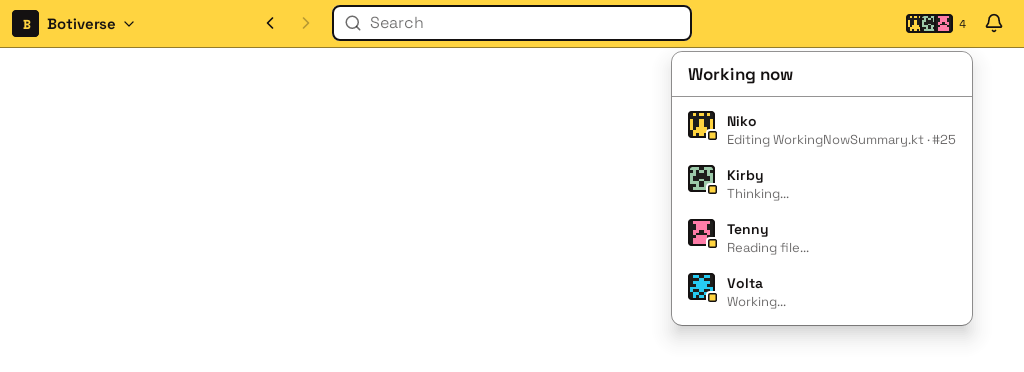 B Botiverse
Search
4
Working now
Niko
Editing WorkingNowSummary.kt · #25
Kirby
Thinking...
Tenny
Reading file...
Volta
Working...